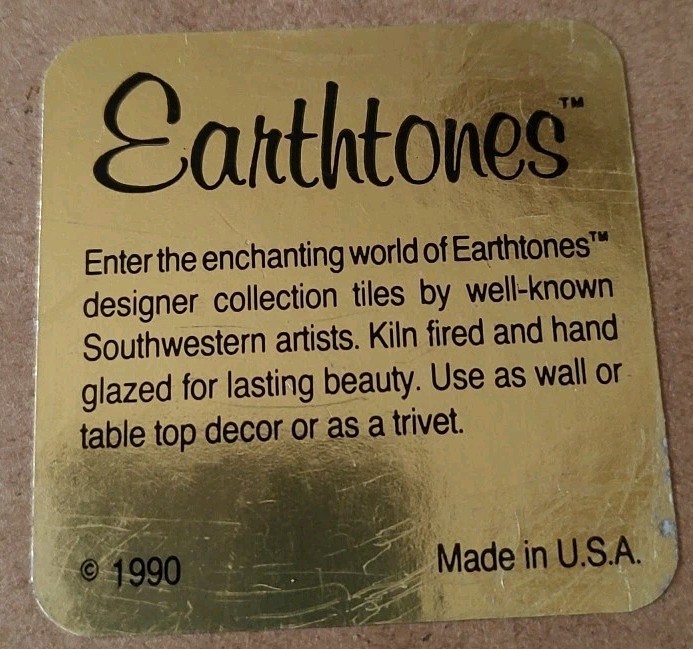 Earthtones™
Enter the enchanting world of Earthtones™
designer collection tiles by well-known
Southwestern artists. Kiln fired and hand
glazed for lasting beauty. Use as wall or
table top decor or as a trivet.
© 1990 Made in U.S.A.